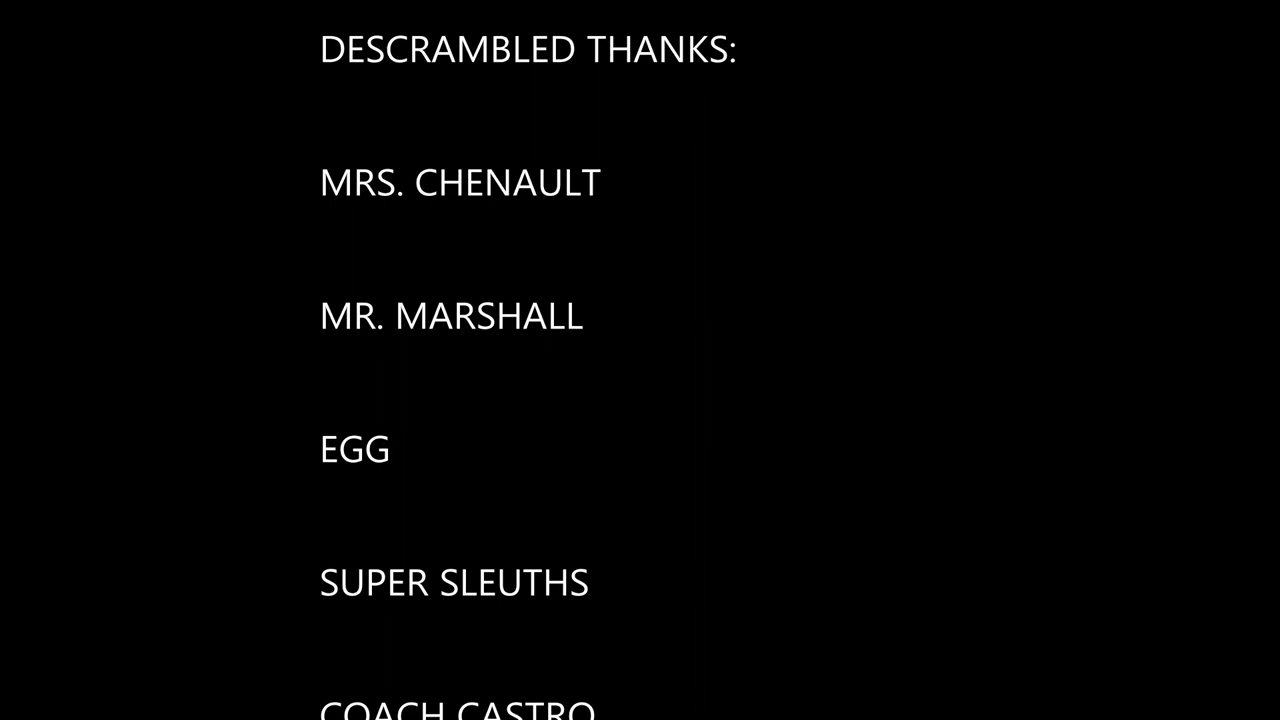 DESCRAMBLED THANKS:
MRS. CHENAULT
MR. MARSHALL
EGG
SUPER SLEUTHS
COACH CASTRO